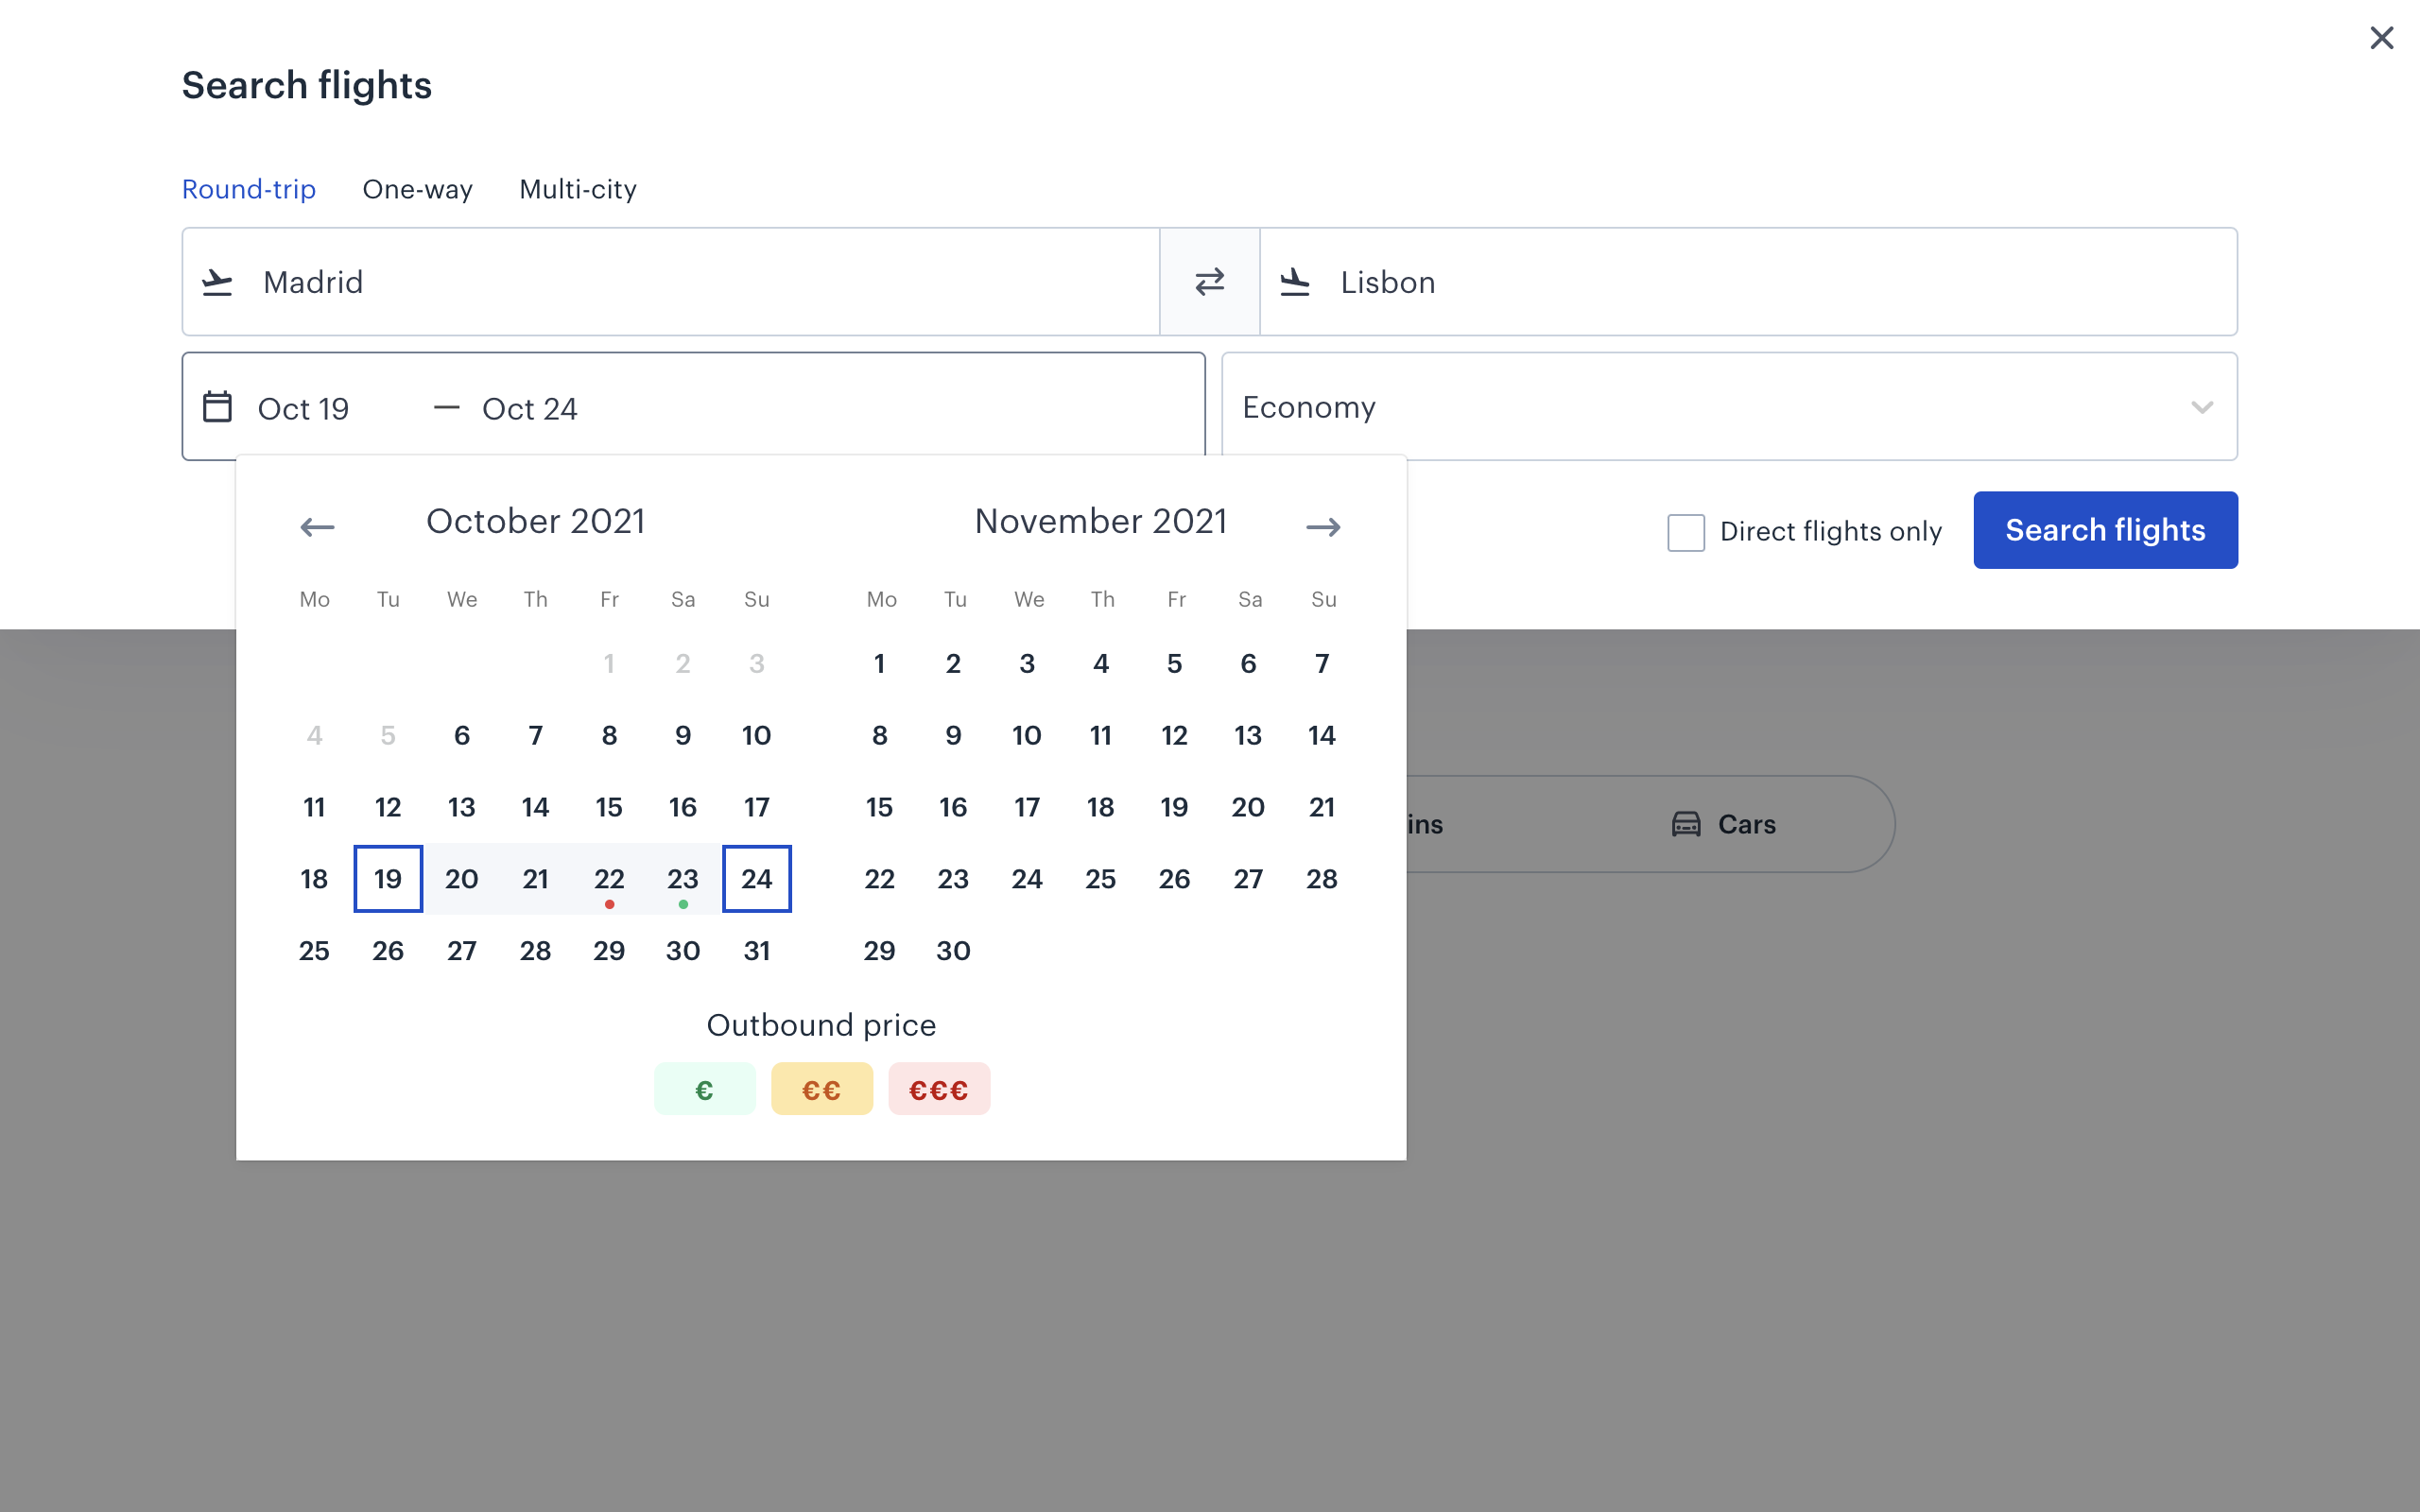 Search flights
Round-trip One-way Multi-city
Madrid Lisbon
Oct 19 — Oct 24 Economy
October 2021 November 2021
Direct flights only Search flights
Mo Tu We Th Fr Sa Su Mo Tu We Th Fr Sa Su
1 2 3 1 2 3 4 5 6 7
4 5 6 7 8 9 10 8 9 10 11 12 13 14
11 12 13 14 15 16 17 15 16 17 18 19 20 21
ins Cars
18 19 20 21 22 23 24 22 23 24 25 26 27 28
25 26 27 28 29 30 31 29 30
Outbound price
€ €€ €€€